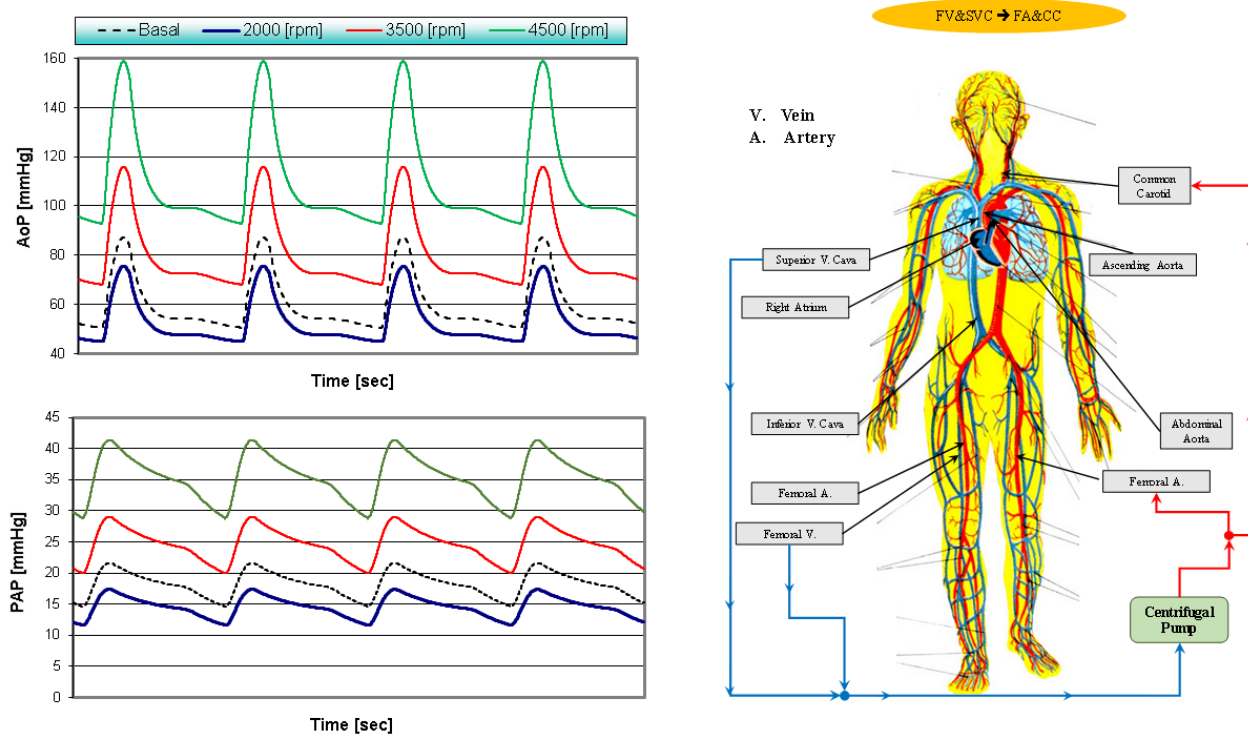 Basal 2000 [rpm] 3500 [rpm] 4500 [rpm]
160
140
120
100
80
60
40
AoP [mmHg]
Time [sec]
45
40
35
30
25
20
15
10
5
0
PAP [mmHg]
Time [sec]
FV&SVC → FA&CC
V. Vein
A. Artery
Common
Carotid
Superior V. Cava
Ascending Aorta
Right Atrium
Inferior V. Cava
Abdominal
Aorta
Femoral A.
Femoral A.
Femoral V.
Centrifugal
Pump